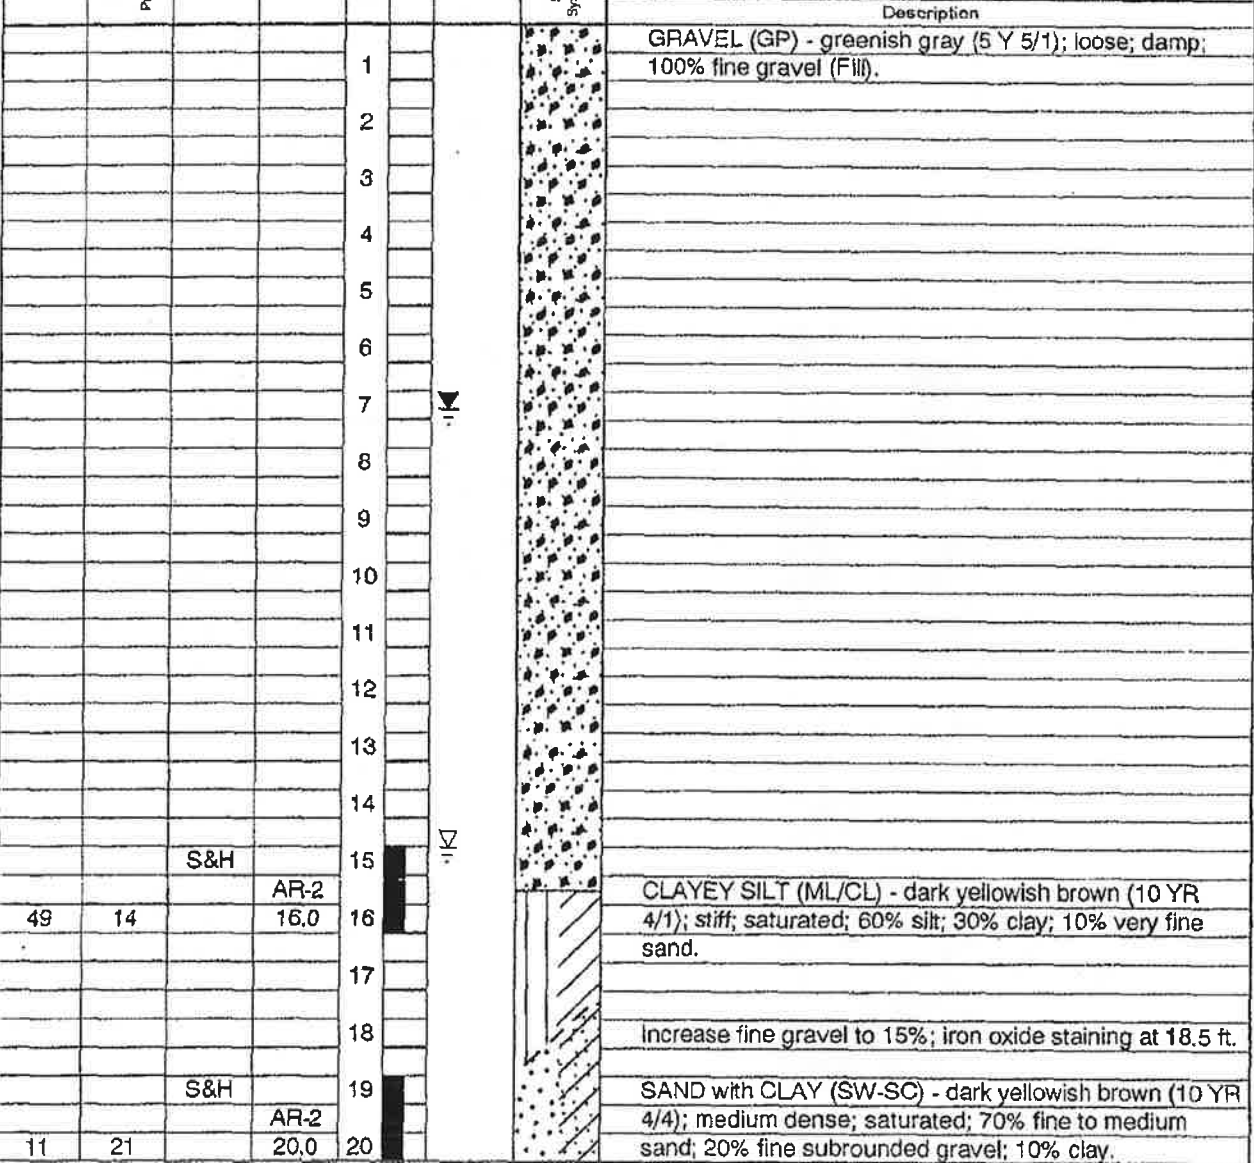 Description
GRAVEL (GP) - greenish gray (5 Y 5/1); loose; damp;
1
100% fine gravel (Fill).
2
3
4
5
6
7
8
9
10
11
12
13
14
S&H 15
AR-2 CLAYEY SILT (ML/CL) - dark yellowish brown (10 YR
49 14 16.0 16 4/1); stiff; saturated; 60% silt; 30% clay; 10% very fine
sand.
17
18 Increase fine gravel to 15%; iron oxide staining at 18.5 ft.
S&H 19 SAND with CLAY (SW-SC) - dark yellowish brown (10 YR
AR-2 4/4); medium dense; saturated; 70% fine to medium
11 21 20.0 20 sand; 20% fine subrounded gravel; 10% clay.